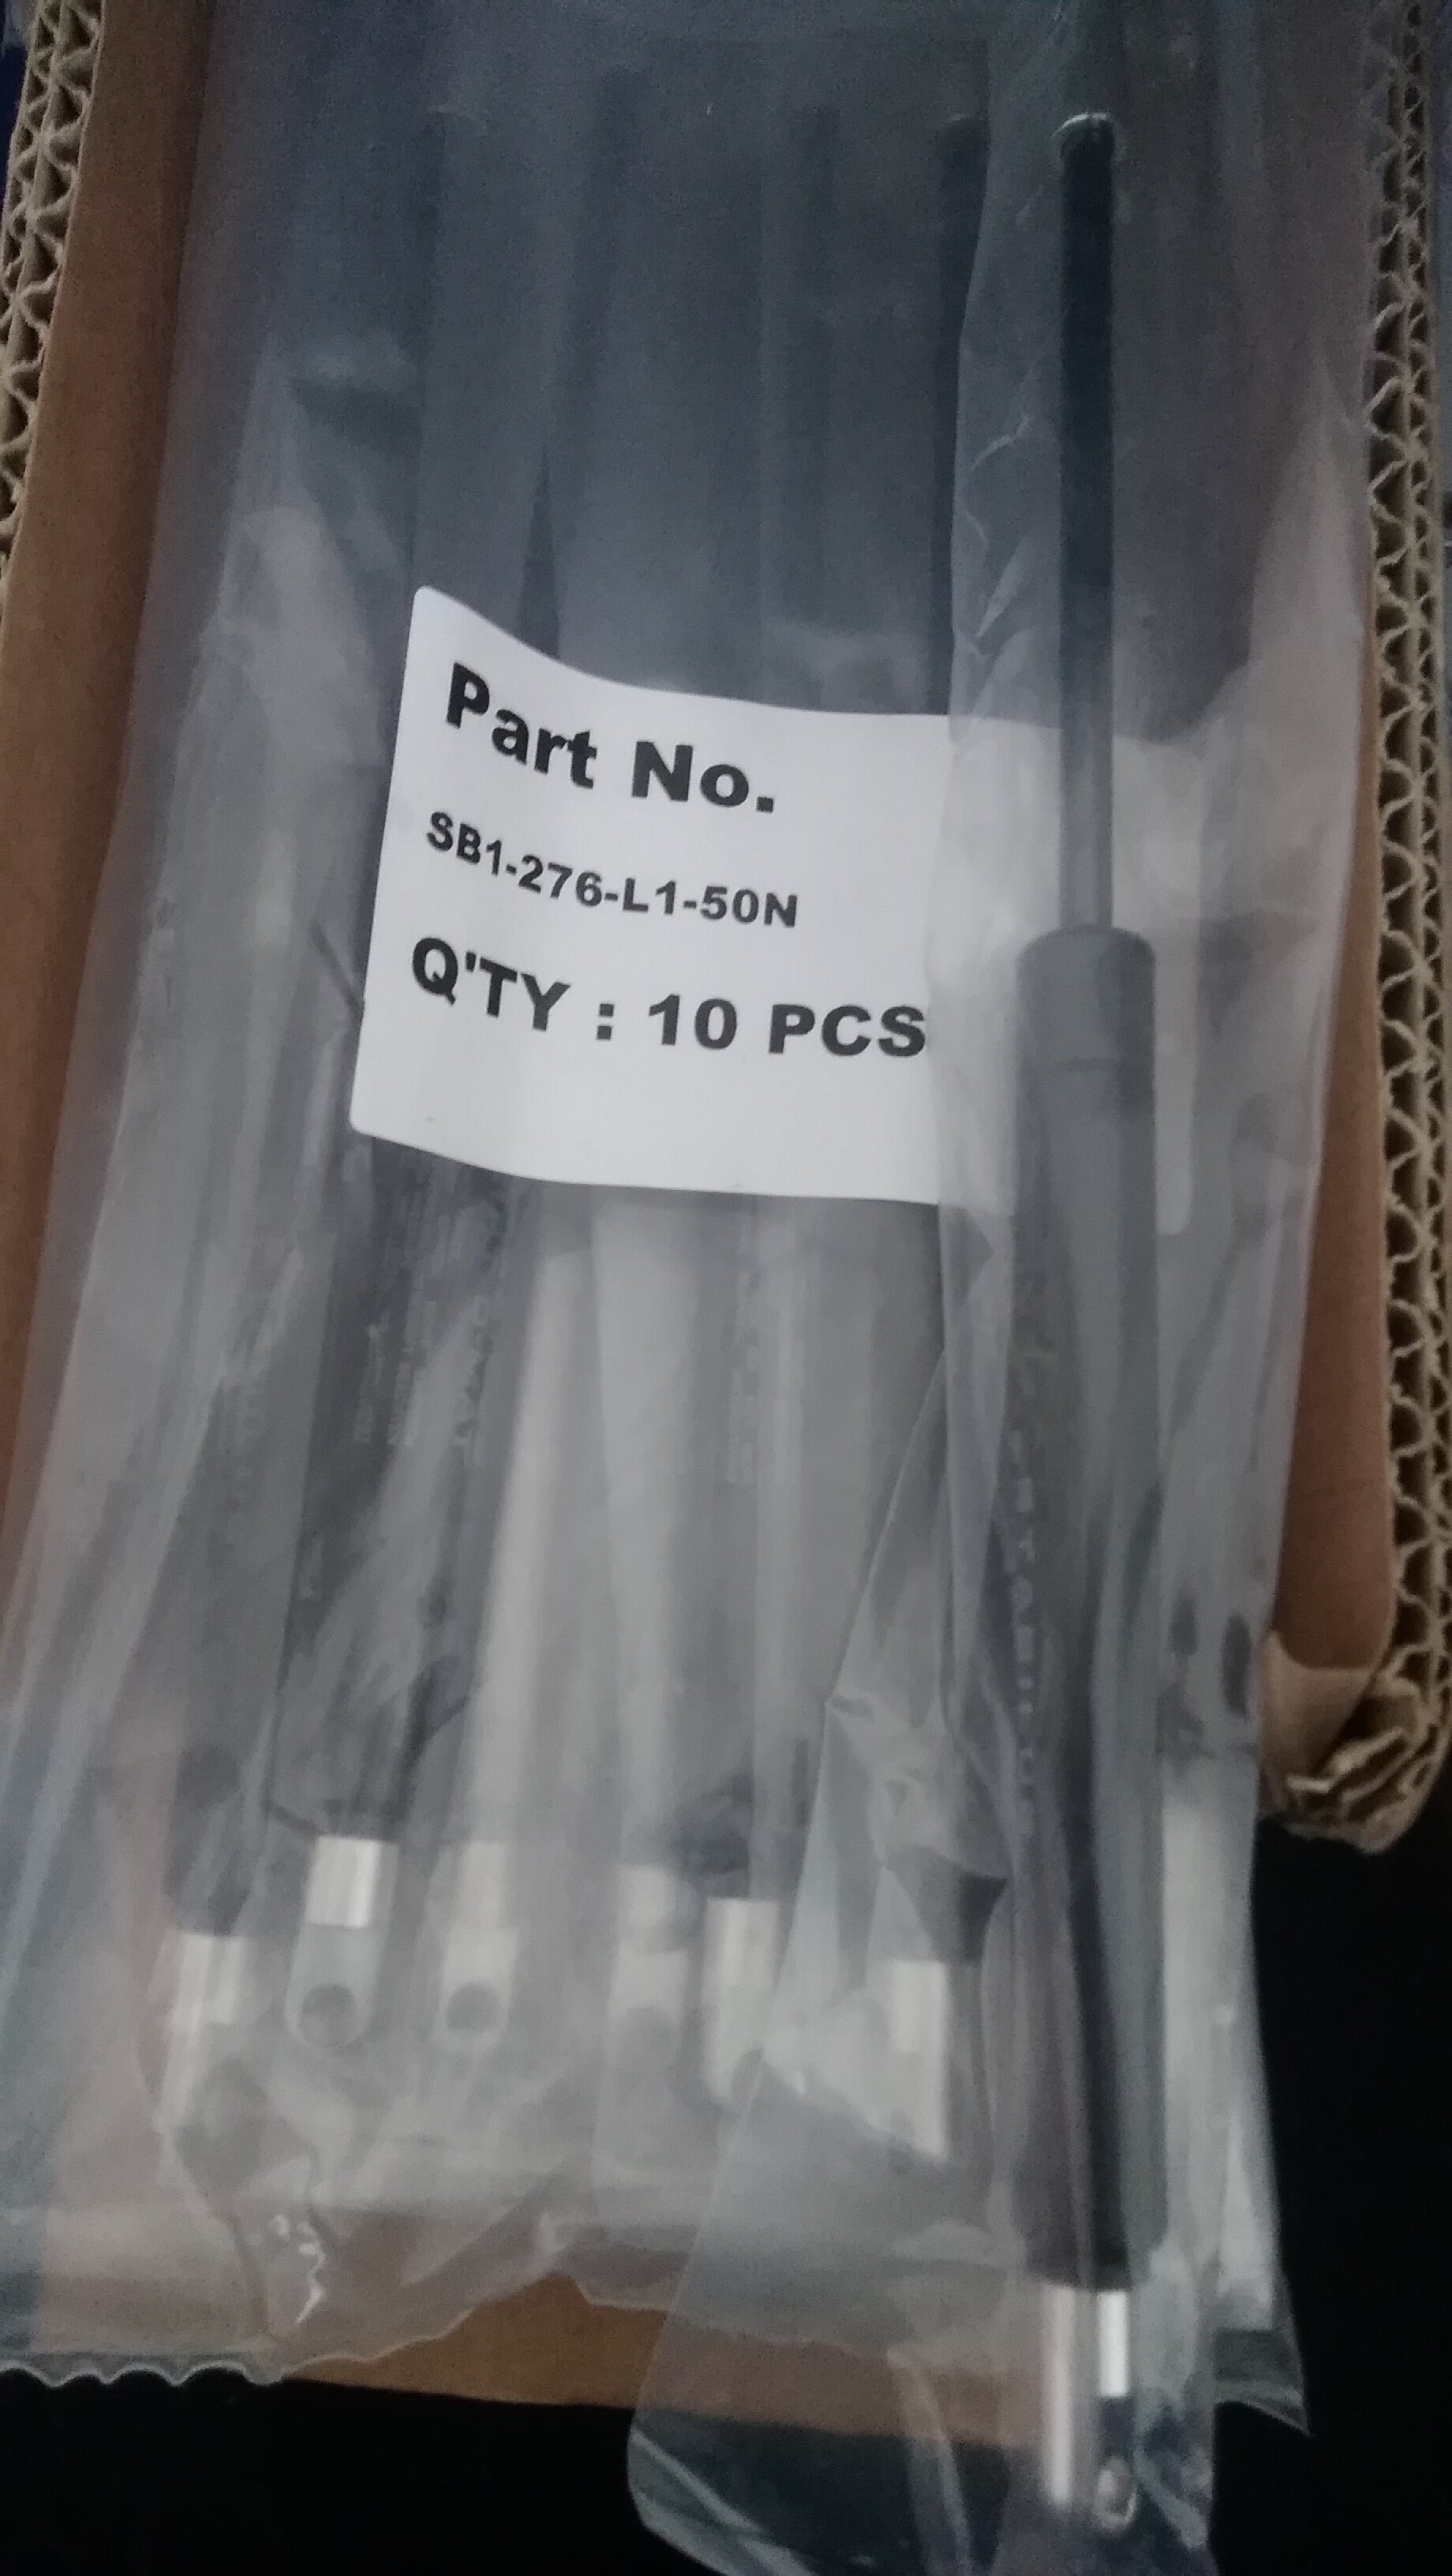 Part No.
SB1-276-L1-50N
Q'TY : 10 PCS